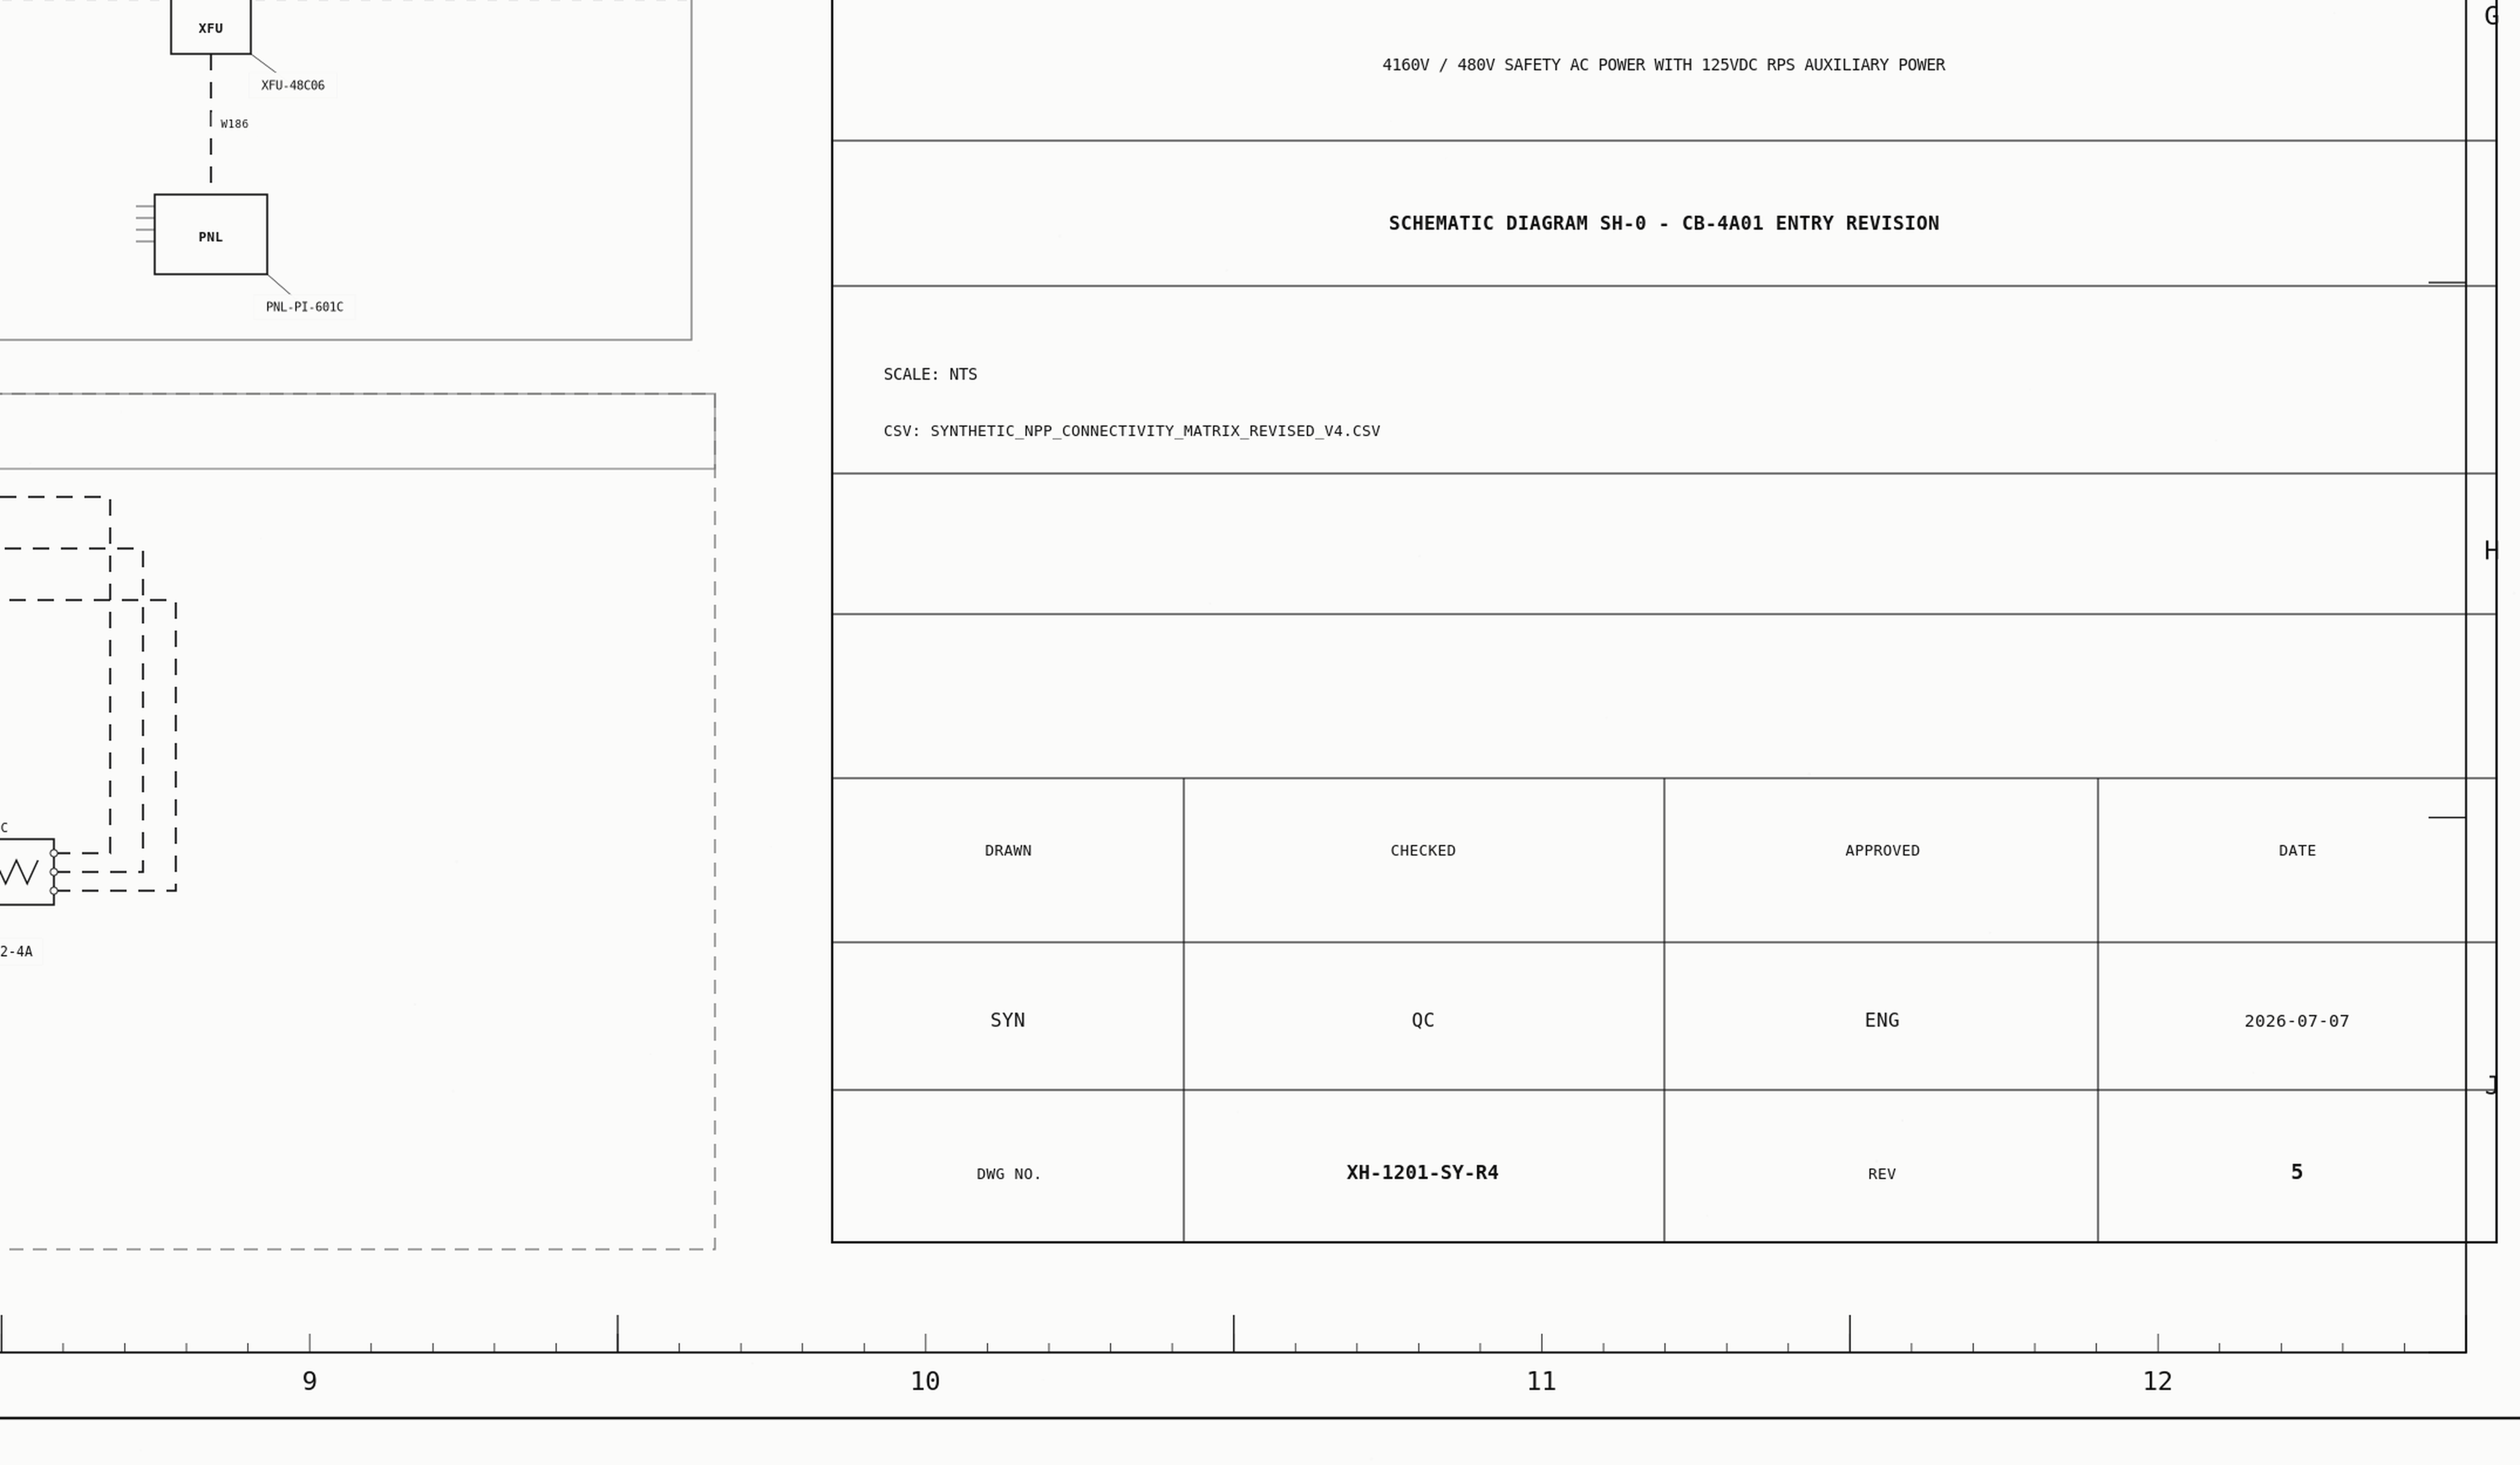 XFU
XFU-48C06
W186
PNL
PNL-PI-601C
C
2-4A
4160V / 480V SAFETY AC POWER WITH 125VDC RPS AUXILIARY POWER
SCHEMATIC DIAGRAM SH-0 - CB-4A01 ENTRY REVISION
SCALE: NTS
CSV: SYNTHETIC_NPP_CONNECTIVITY_MATRIX_REVISED_V4.CSV
DRAWN CHECKED APPROVED DATE
SYN QC ENG 2026-07-07
DWG NO. XH-1201-SY-R4 REV 5
G
H
J
9 10 11 12